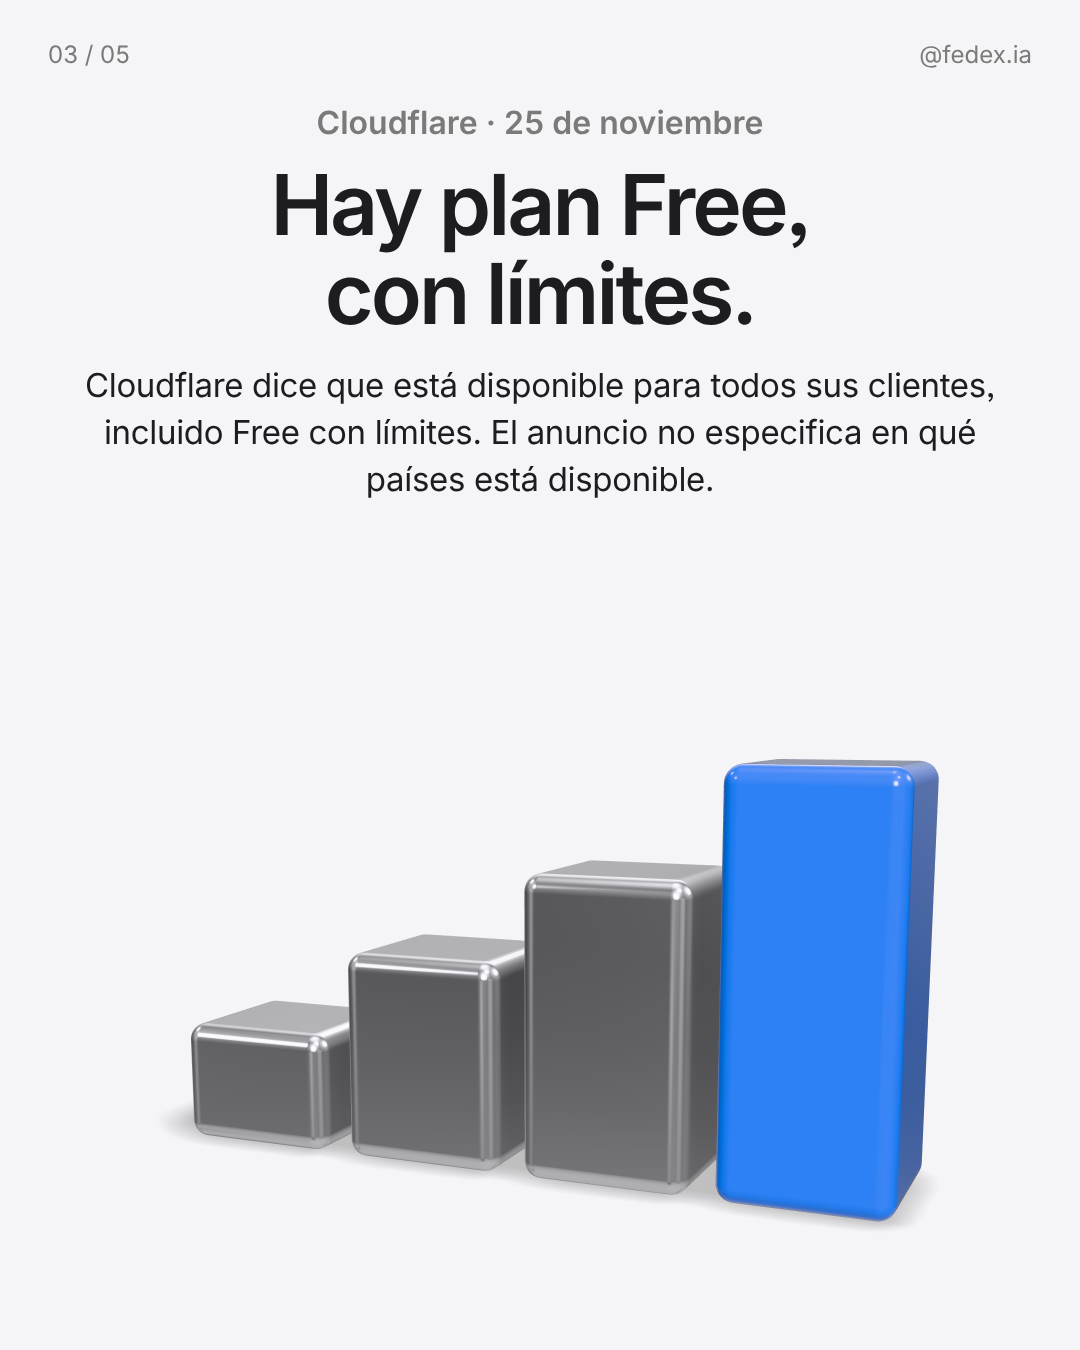 03 / 05
@fedex.ia
Cloudflare · 25 de noviembre
Hay plan Free,
con límites.
Cloudflare dice que está disponible para todos sus clientes,
incluido Free con límites. El anuncio no especifica en qué
países está disponible.